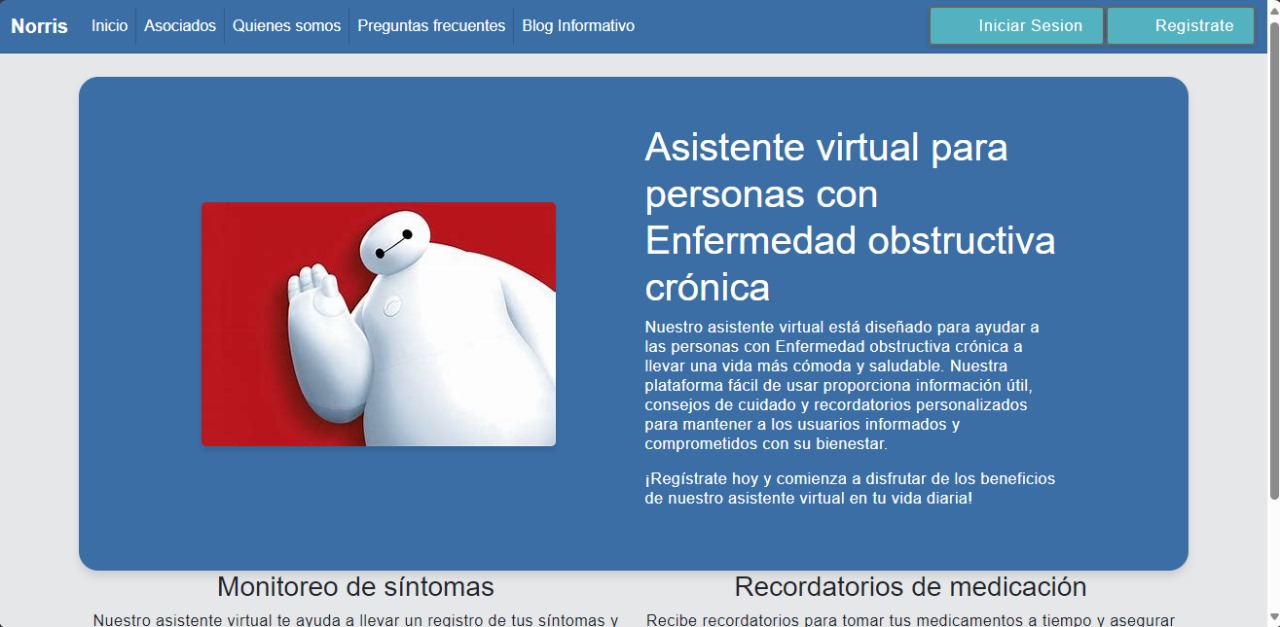 Norris Inicio Asociados Quienes somos Preguntas frecuentes Blog Informativo Iniciar Sesion Registrate
Asistente virtual para
personas con
Enfermedad obstructiva
crónica
Nuestro asistente virtual está diseñado para ayudar a
las personas con Enfermedad obstructiva crónica a
llevar una vida más cómoda y saludable. Nuestra
plataforma fácil de usar proporciona información útil,
consejos de cuidado y recordatorios personalizados
para mantener a los usuarios informados y
comprometidos con su bienestar.
¡Regístrate hoy y comienza a disfrutar de los beneficios
de nuestro asistente virtual en tu vida diaria!
Monitoreo de síntomas
Nuestro asistente virtual te ayuda a llevar un registro de tus síntomas y
Recordatorios de medicación
Recibe recordatorios para tomar tus medicamentos a tiempo y asegurar